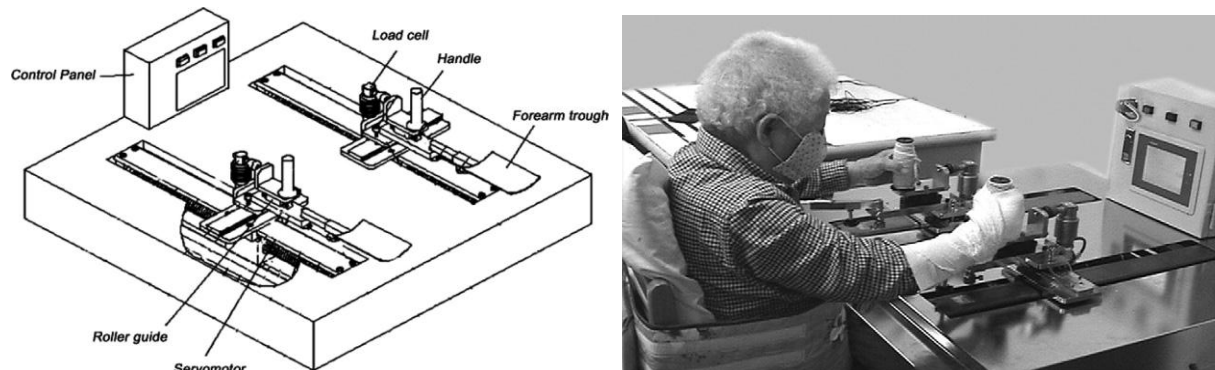 Load cell
Handle
Control Panel
Forearm trough
Roller guide
Servomotor